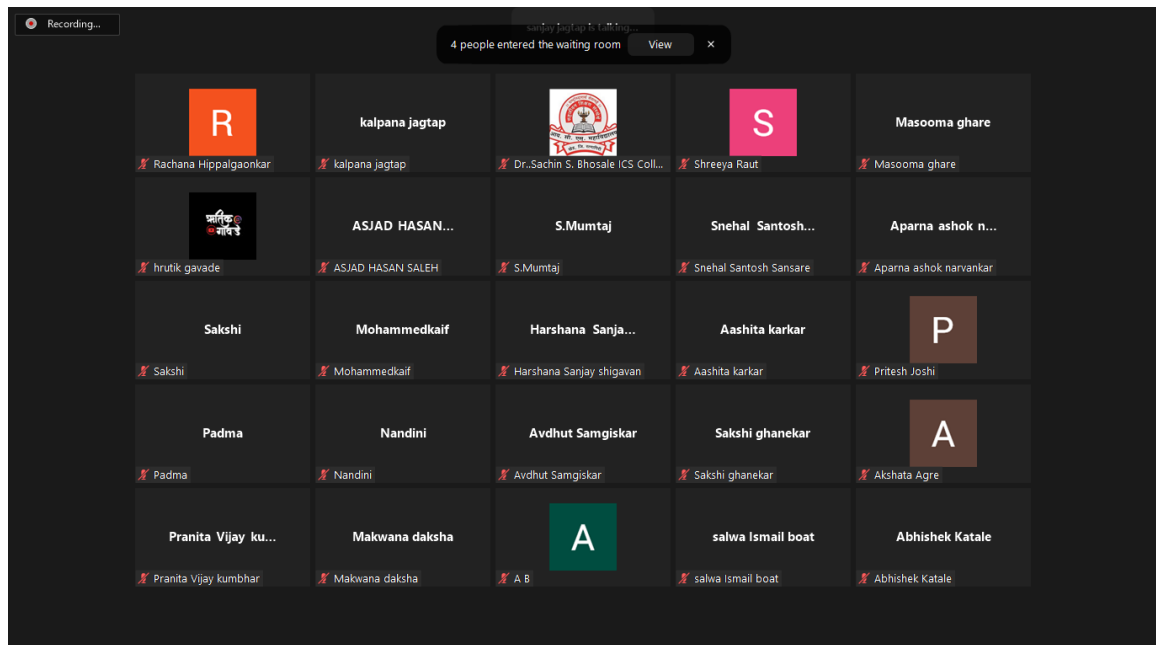 Recording...
sanjay jagtap is talking...
4 people entered the waiting room View ×
R
kalpana jagtap
S
Masooma ghare
Rachana Hippalgaonkar
kalpana jagtap
Dr..Sachin S. Bhosale ICS Coll...
Shreeya Raut
Masooma ghare
ऋतिक
गॉवडे
ASJAD HASAN...
S.Mumtaj
Snehal Santosh...
Aparna ashok n...
hrutik gavade
ASJAD HASAN SALEH
S.Mumtaj
Snehal Santosh Sansare
Aparna ashok narvankar
Sakshi
Mohammedkaif
Harshana Sanja...
Aashita karkar
P
Sakshi
Mohammedkaif
Harshana Sanjay shigavan
Aashita karkar
Pritesh Joshi
Padma
Nandini
Avdhut Samgiskar
Sakshi ghanekar
A
Padma
Nandini
Avdhut Samgiskar
Sakshi ghanekar
Akshata Agre
Pranita Vijay ku...
Makwana daksha
A
salwa Ismail boat
Abhishek Katale
Pranita Vijay kumbhar
Makwana daksha
A B
salwa Ismail boat
Abhishek Katale